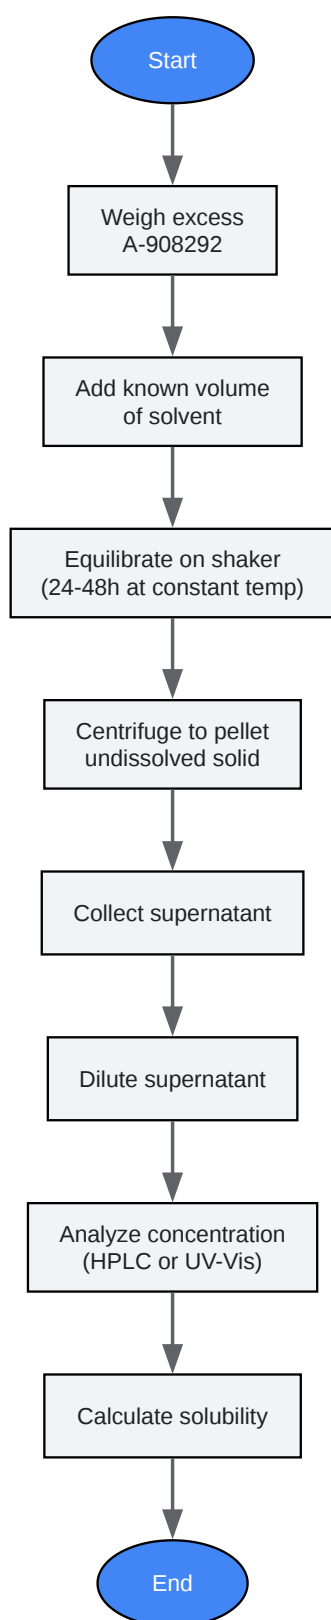 Start
Weigh excess
A-908292
Add known volume
of solvent
Equilibrate on shaker
(24-48h at constant temp)
Centrifuge to pellet
undissolved solid
Collect supernatant
Dilute supernatant
Analyze concentration
(HPLC or UV-Vis)
Calculate solubility
End